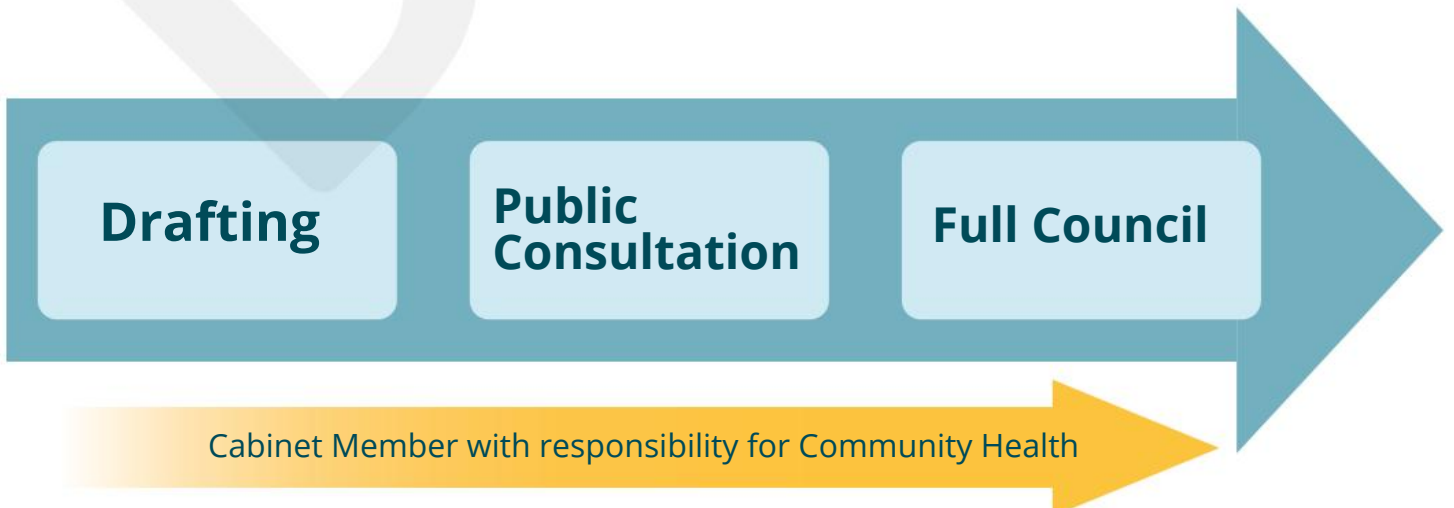 Drafting
Public
Consultation
Full Council
Cabinet Member with responsibility for Community Health